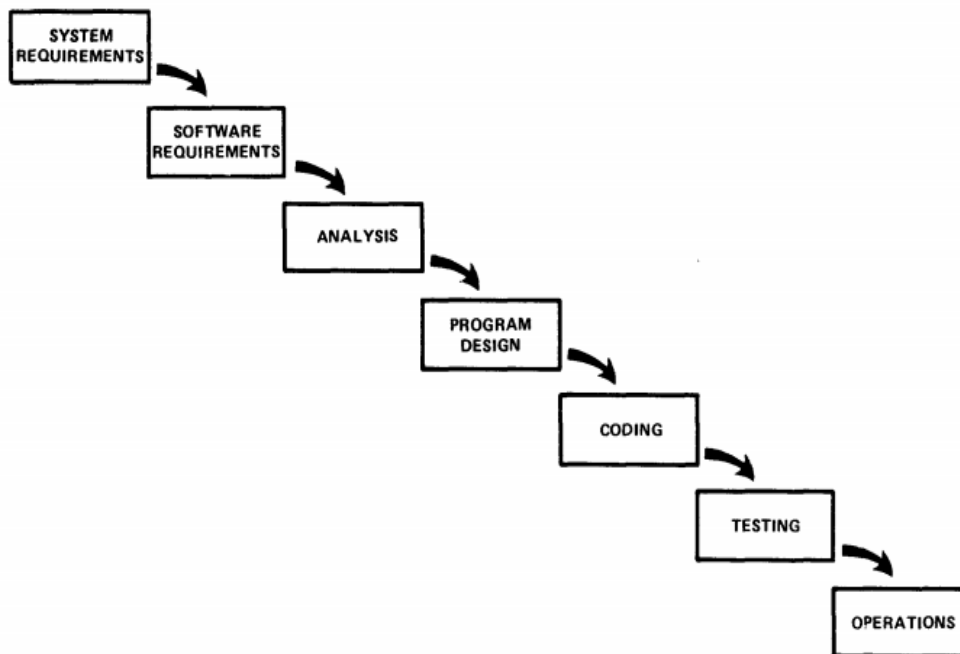 SYSTEM
REQUIREMENTS
SOFTWARE
REQUIREMENTS
ANALYSIS
PROGRAM
DESIGN
CODING
TESTING
OPERATIONS